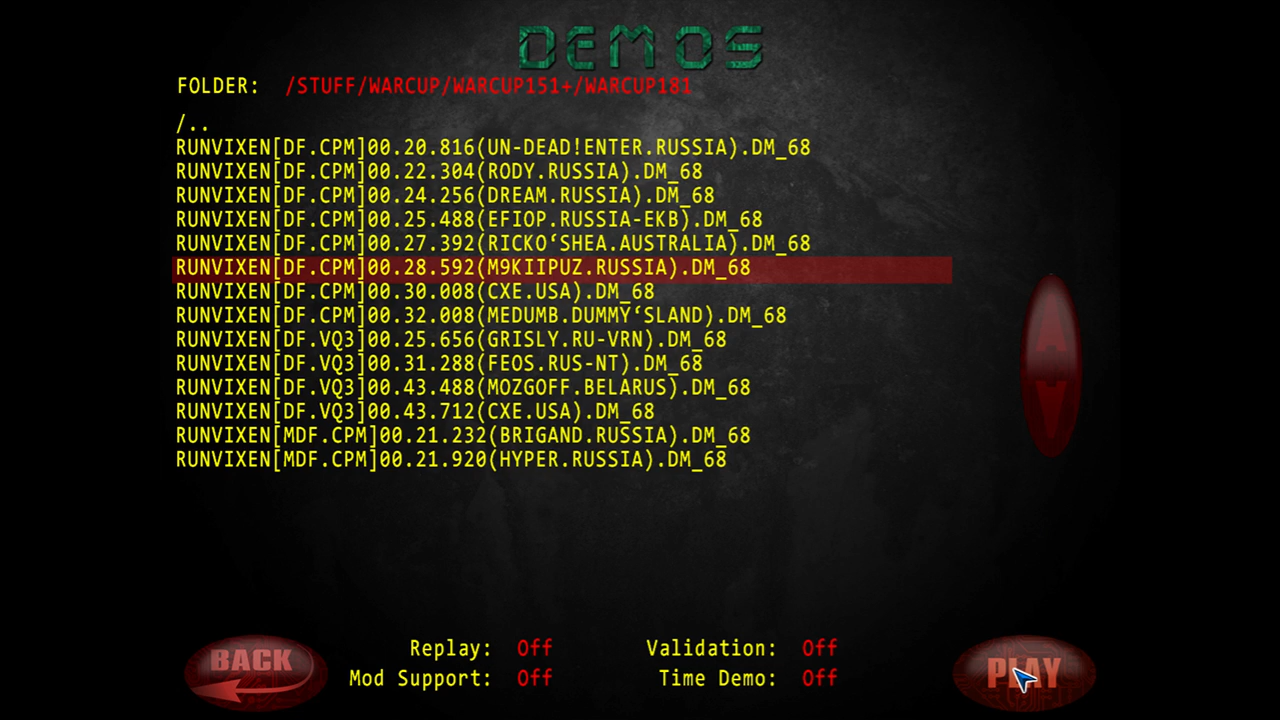 DEMOS
FOLDER: /STUFF/WARCUP/WARCUP151+/WARCUP181
/..
RUNVIXEN[DF.CPM]00.20.816(UN-DEAD!ENTER.RUSSIA).DM_68
RUNVIXEN[DF.CPM]00.22.304(RODY.RUSSIA).DM_68
RUNVIXEN[DF.CPM]00.24.256(DREAM.RUSSIA).DM_68
RUNVIXEN[DF.CPM]00.25.488(EFIOP.RUSSIA-EKB).DM_68
RUNVIXEN[DF.CPM]00.27.392(RICKO‘SHEA.AUSTRALIA).DM_68
RUNVIXEN[DF.CPM]00.28.592(M9KIIPUZ.RUSSIA).DM_68
RUNVIXEN[DF.CPM]00.30.008(CXE.USA).DM_68
RUNVIXEN[DF.CPM]00.32.008(MEDUMB.DUMMY‘SLAND).DM_68
RUNVIXEN[DF.VQ3]00.25.656(GRISLY.RU-VRN).DM_68
RUNVIXEN[DF.VQ3]00.31.288(FEOS.RUS-NT).DM_68
RUNVIXEN[DF.VQ3]00.43.488(MOZGOFF.BELARUS).DM_68
RUNVIXEN[DF.VQ3]00.43.712(CXE.USA).DM_68
RUNVIXEN[MDF.CPM]00.21.232(BRIGAND.RUSSIA).DM_68
RUNVIXEN[MDF.CPM]00.21.920(HYPER.RUSSIA).DM_68
Replay: Off Validation: Off
Mod Support: Off Time Demo: Off
BACK
PLAY